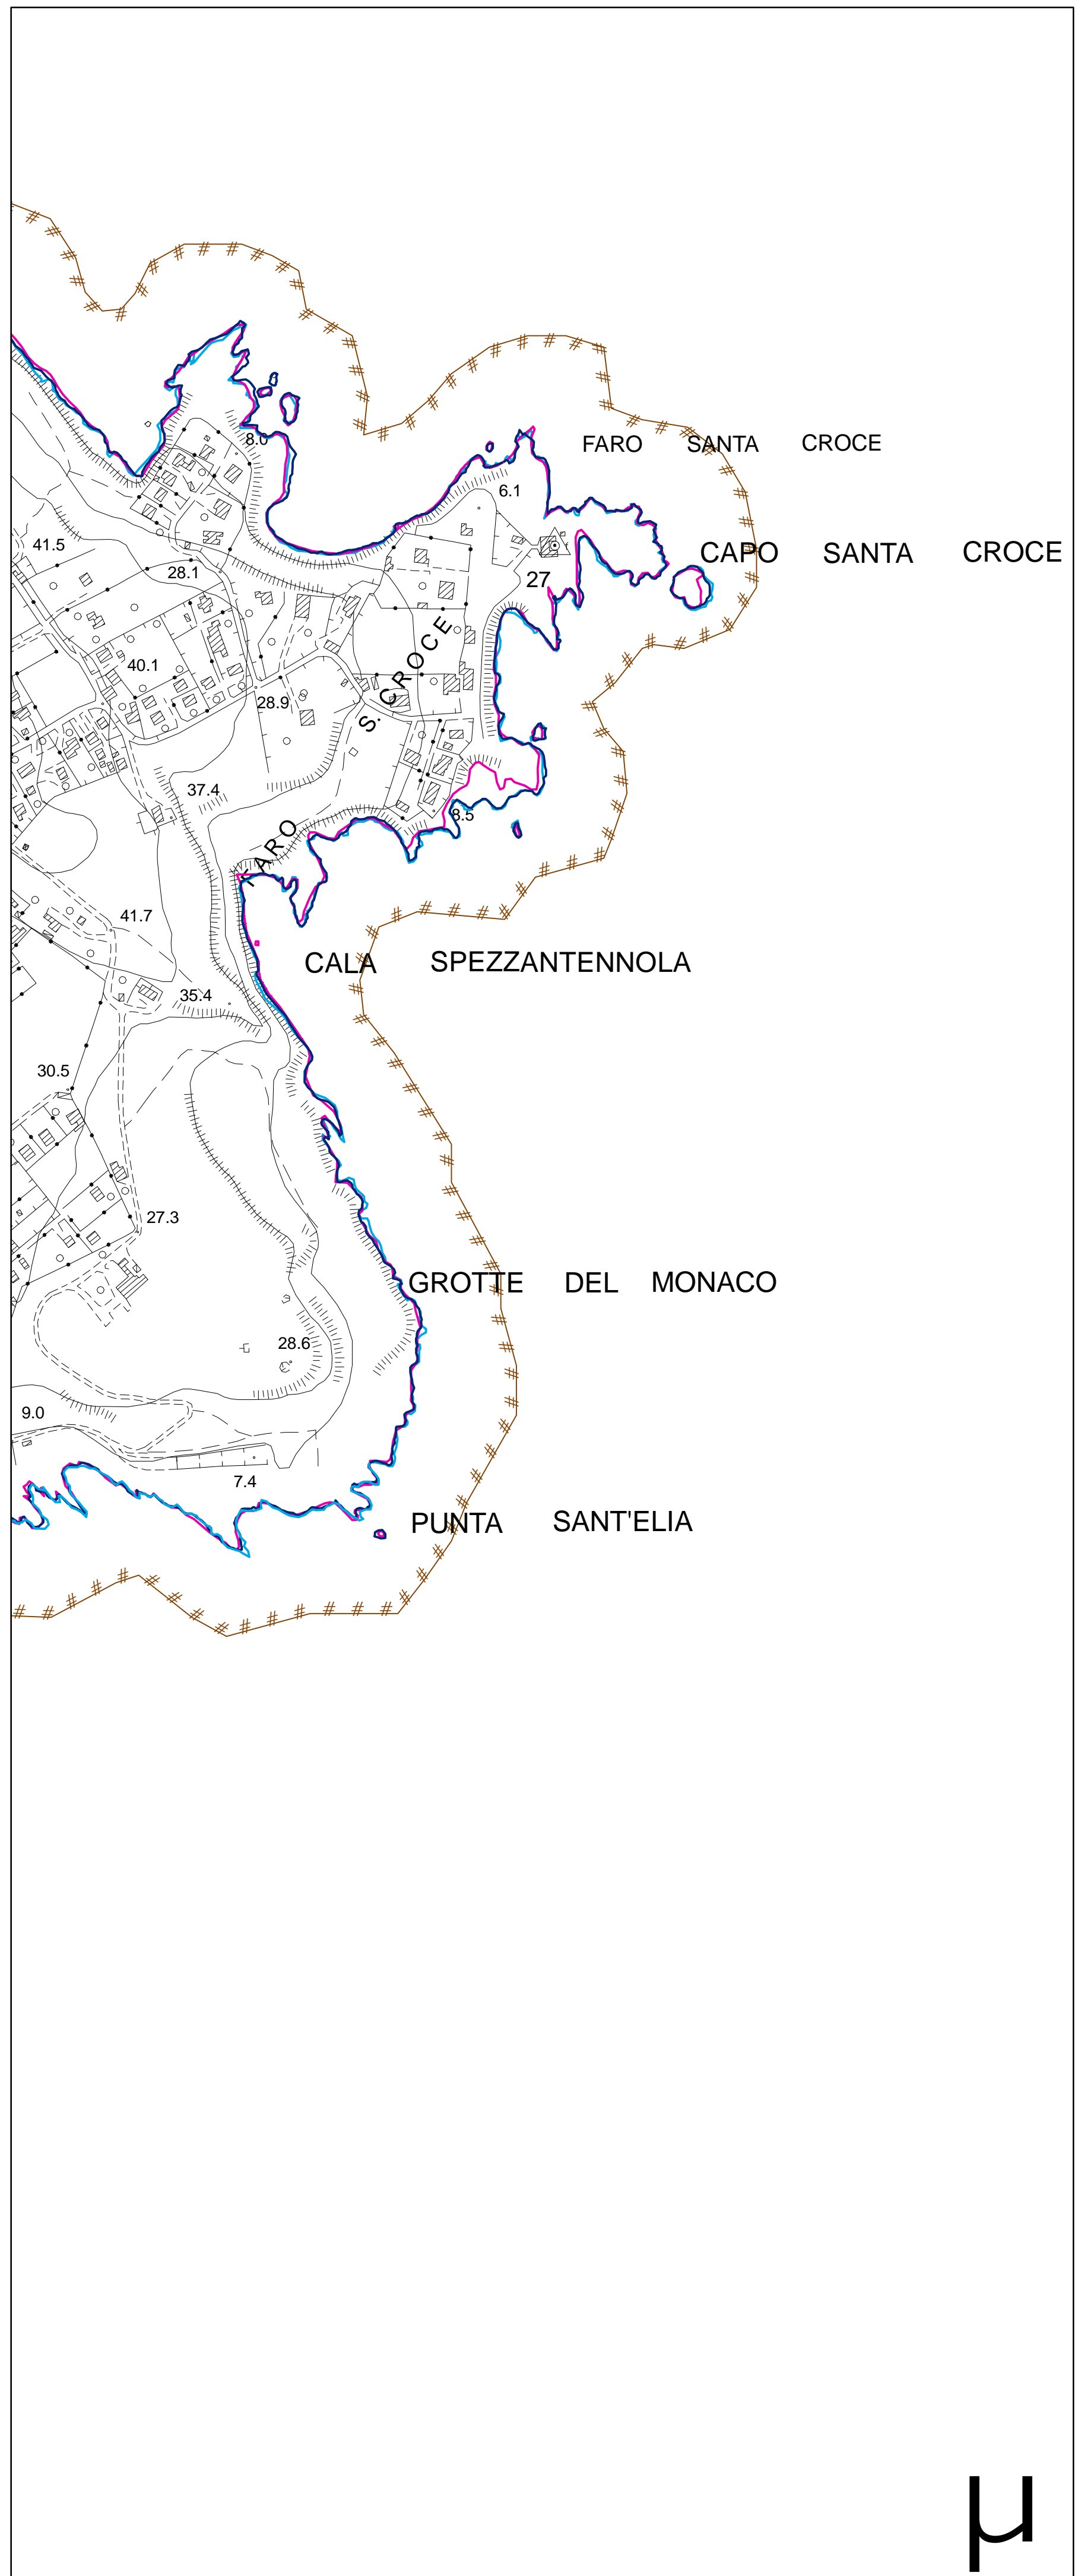 8.0
FARO SANTA CROCE
6.1
41.5
CAPO SANTA CROCE
28.1
27
40.1
28.9
FARO S. CROCE
37.4
8.5
41.7
CALA SPEZZANTENNOLA
35.4
30.5
27.3
GROTTE DEL MONACO
28.6
9.0
7.4
PUNTA SANT'ELIA
µ